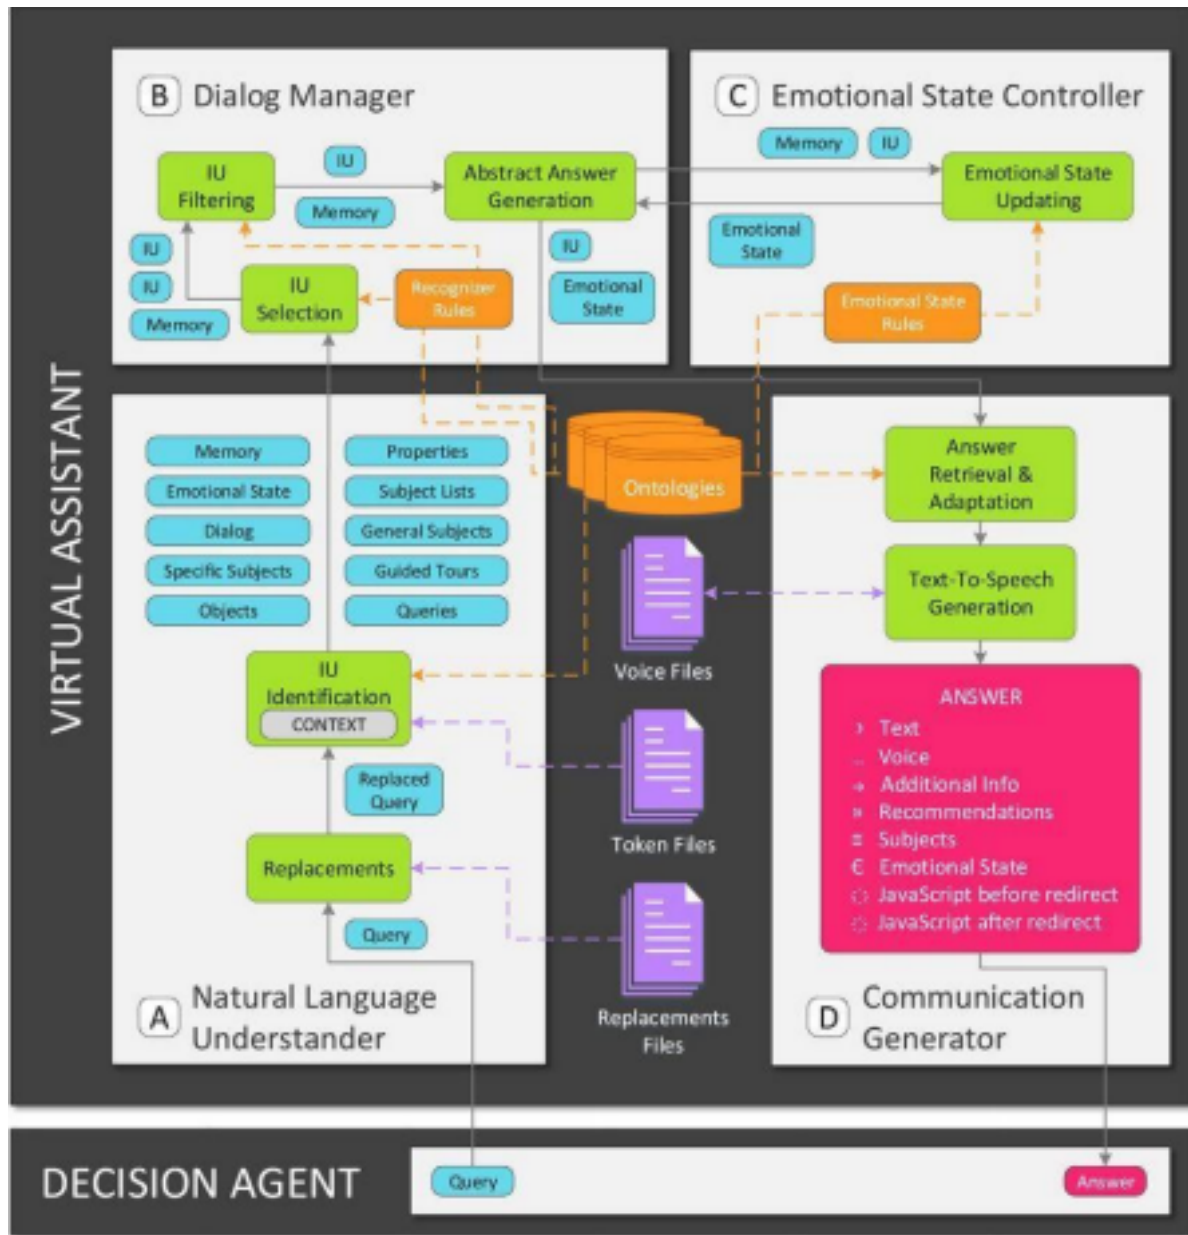 B Dialog Manager
IU
Filtering
IU
Memory
Abstract Answer
Generation
IU
IU
Memory
IU
Selection
Recognizer
Rules
IU
Emotional
State
C Emotional State Controller
Memory
IU
Emotional State
Updating
Emotional
State
Emotional State
Rules
VIRTUAL ASSISTANT
Memory
Properties
Emotional State
Subject Lists
Dialog
General Subjects
Specific Subjects
Guided Tours
Objects
Queries
IU
Identification
CONTEXT
Replaced
Query
Replacements
Query
A Natural Language
Understander
Ontologies
Voice Files
Token Files
Replacements
Files
Answer
Retrieval &
Adaptation
Text-To-Speech
Generation
ANSWER
Text
Voice
Additional Info
» Recommendations
≡ Subjects
€ Emotional State
JavaScript before redirect
JavaScript after redirect
D Communication
Generator
DECISION AGENT
Query
Answer